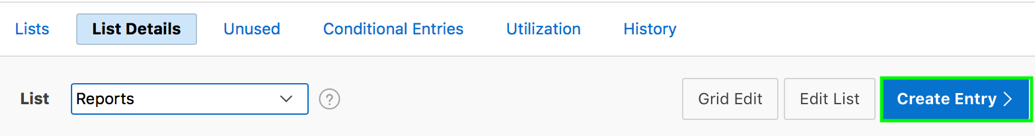 Lists List Details Unused Conditional Entries Utilization History
List Reports ? Grid Edit Edit List Create Entry >